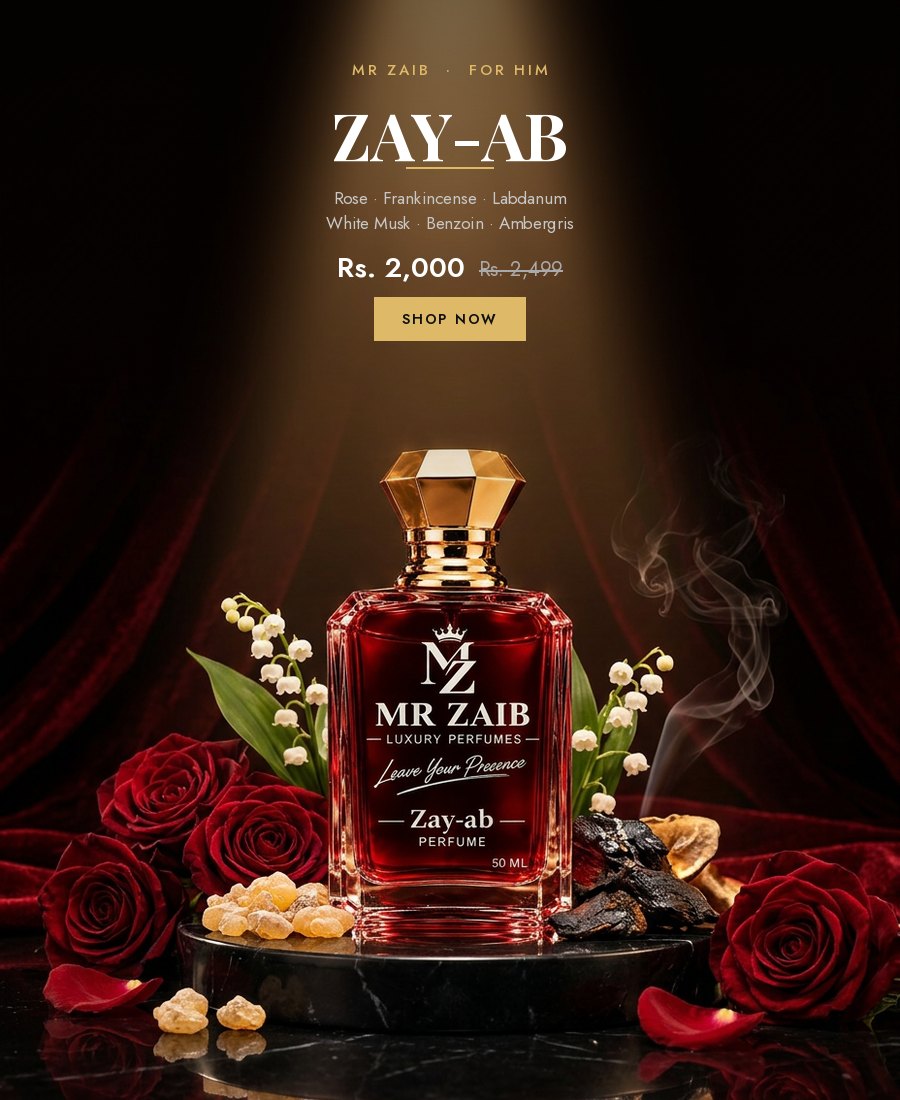 MR ZAIB · FOR HIM
ZAY-AB
Rose · Frankincense · Labdanum
White Musk · Benzoin · Ambergris
Rs. 2,000 Rs. 2,499
SHOP NOW
MZ
MR ZAIB
LUXURY PERFUMES
Leave Your Precence
Zay-ab
PERFUME
50 ML